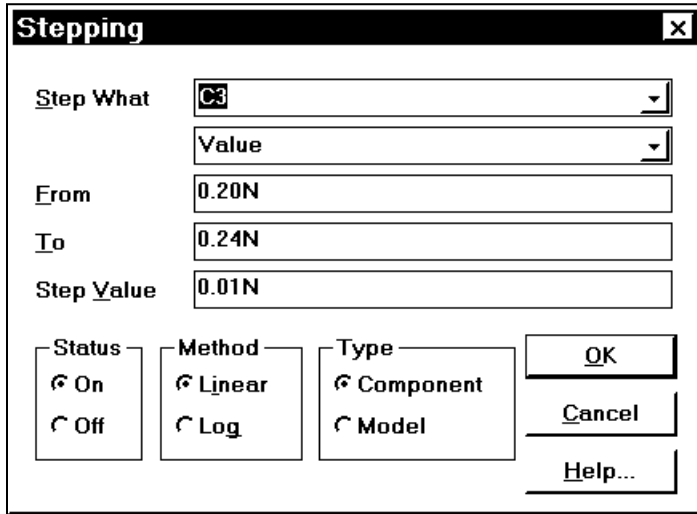 Stepping
Step What C3
Value
From 0.20N
To 0.24N
Step Value 0.01N
Status Method Type OK
On Linear Component
Off Log Model Cancel
Help...